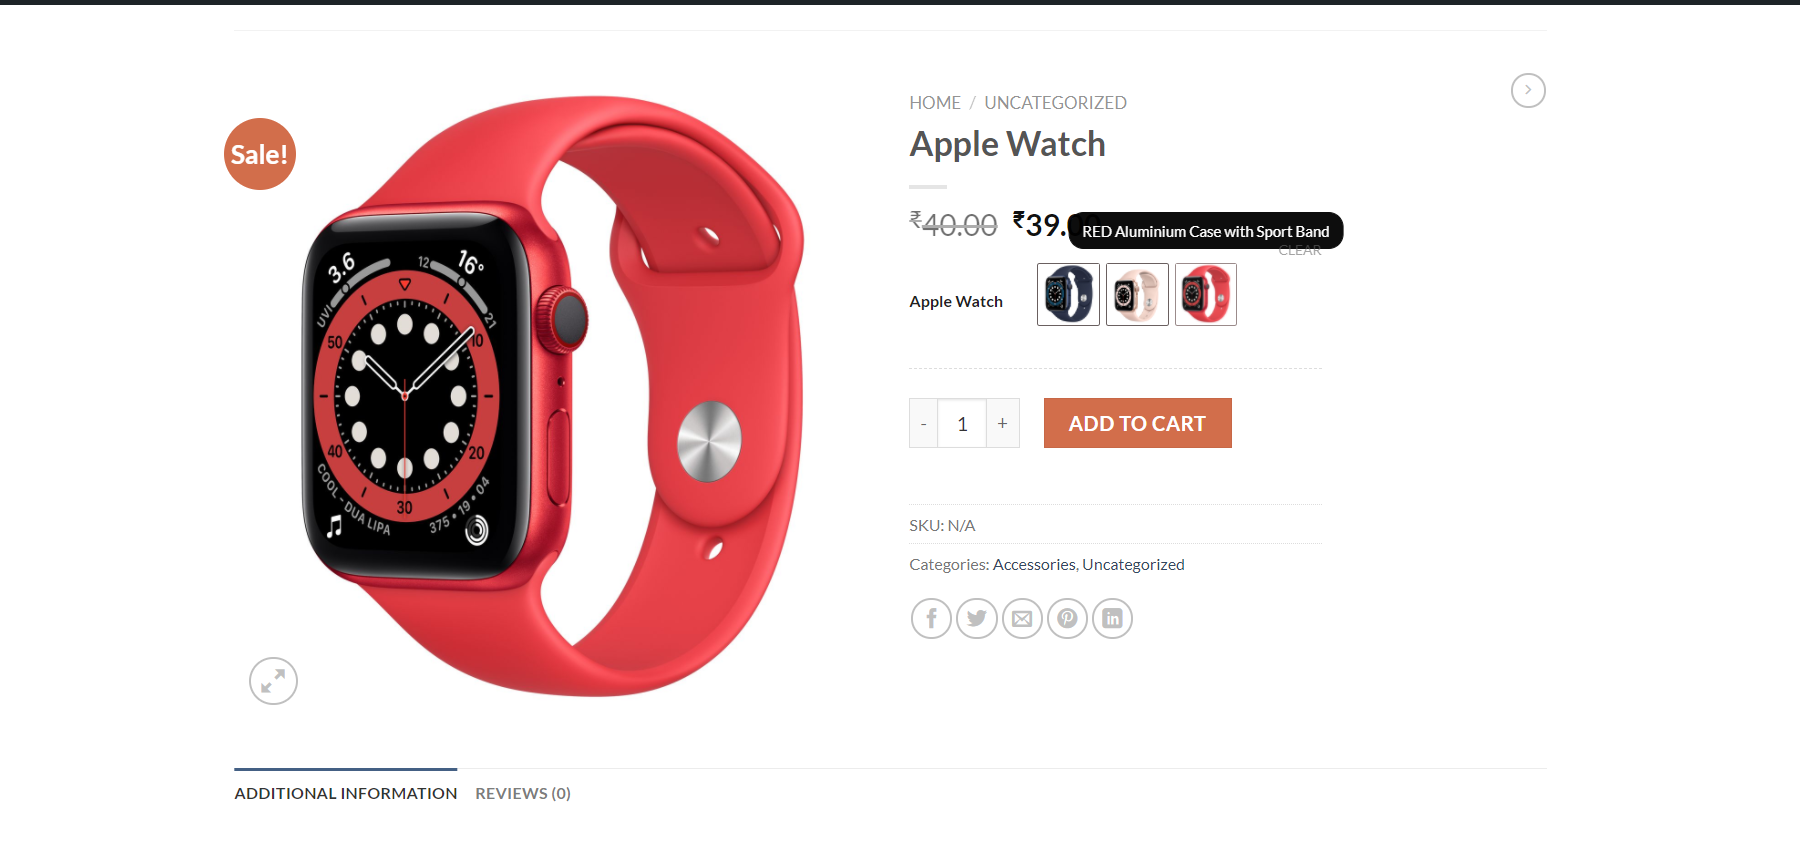 HOME / UNCATEGORIZED
Apple Watch
Sale!
₹40.00 ₹39.00
RED Aluminium Case with Sport Band
CLEAR
Apple Watch
3.6
UVI
12 16° 21
50 10
40 20
30
COOL - DUA LIPA
375 • 19 • 04
- 1 + ADD TO CART
SKU: N/A
Categories: Accessories, Uncategorized
ADDITIONAL INFORMATION REVIEWS (0)